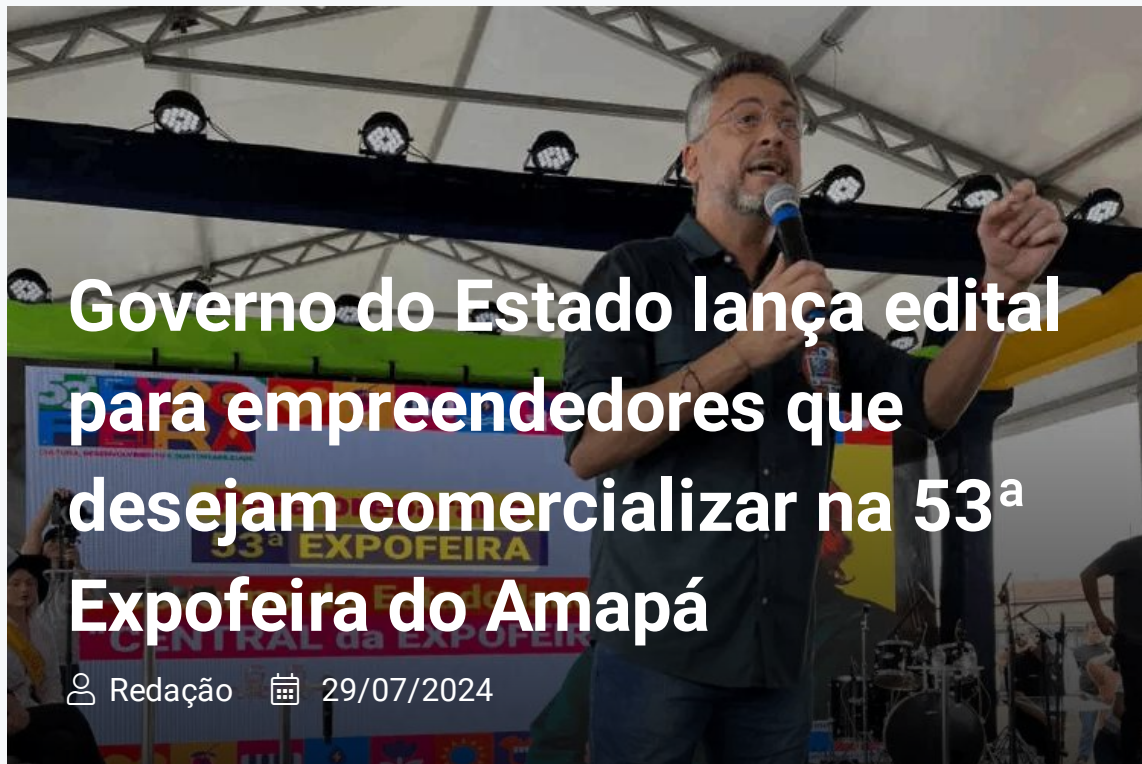 Governo do Estado lança edital
para empreendedores que
desejam comercializar na 53ª
Expofeira do Amapá
Redação 29/07/2024
53ª EXPOFEIRA
CENTRAL da EXPOFEIR